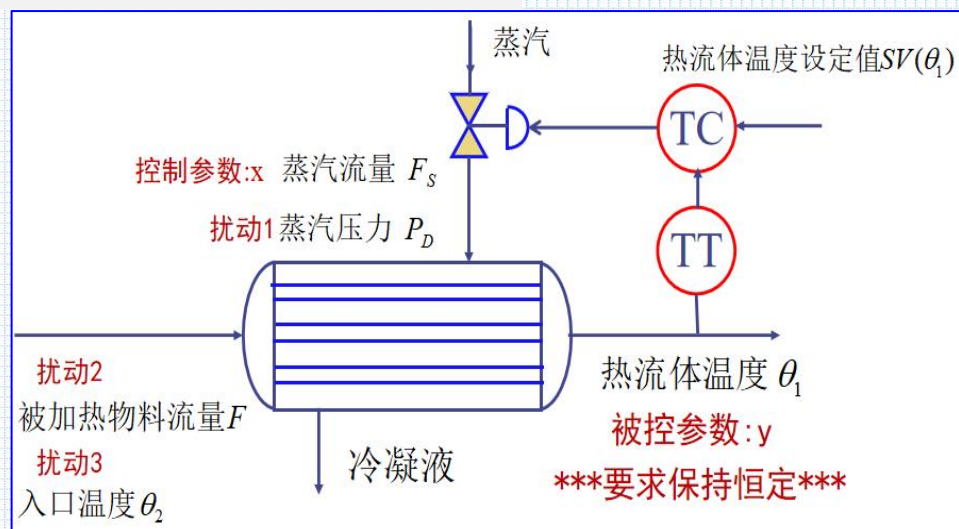 蒸汽
热流体温度设定值SV(θ₁)
TC
控制参数:x 蒸汽流量 F_S
扰动1 蒸汽压力 P_D
TT
扰动2
被加热物料流量F
扰动3
入口温度θ₂
冷凝液
热流体温度 θ₁
被控参数:y
***要求保持恒定***